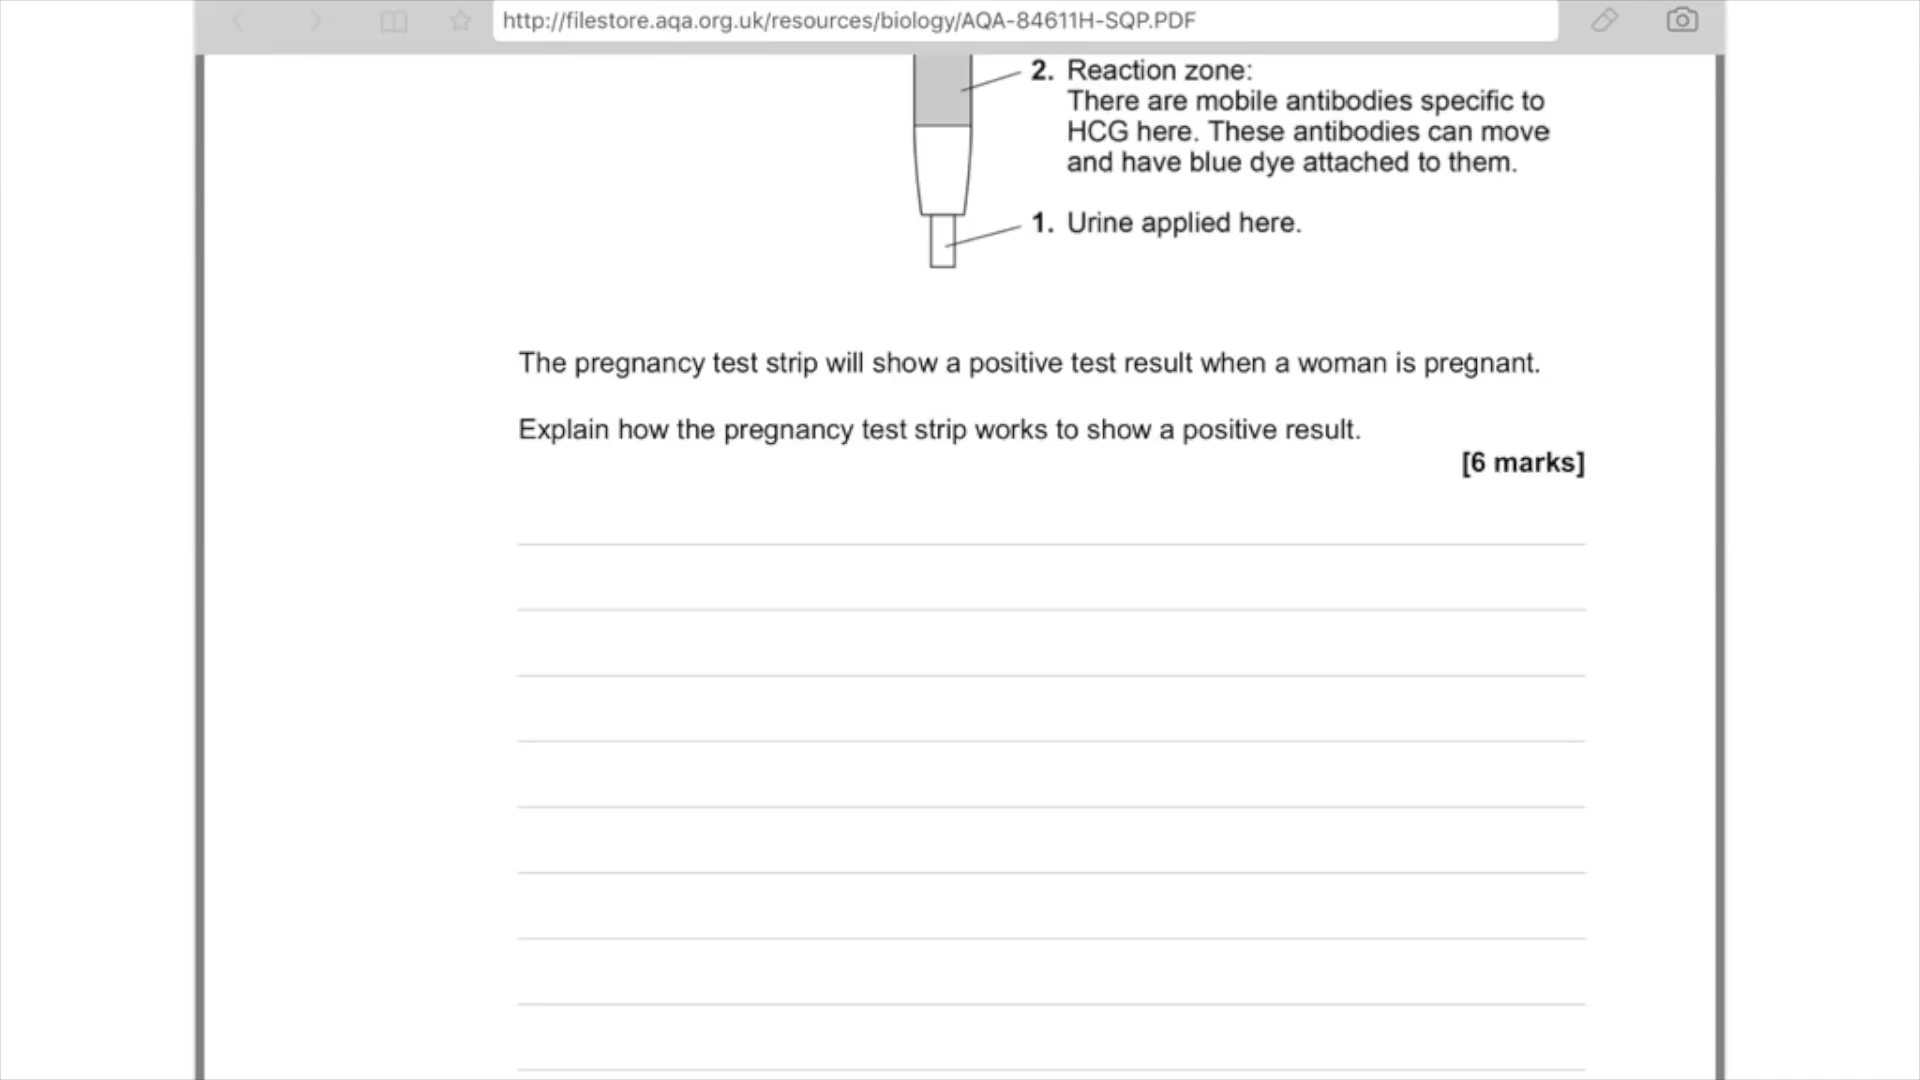 http://filestore.aqa.org.uk/resources/biology/AQA-84611H-SQP.PDF
2. Reaction zone:
There are mobile antibodies specific to
HCG here. These antibodies can move
and have blue dye attached to them.
1. Urine applied here.
The pregnancy test strip will show a positive test result when a woman is pregnant.
Explain how the pregnancy test strip works to show a positive result.
[6 marks]